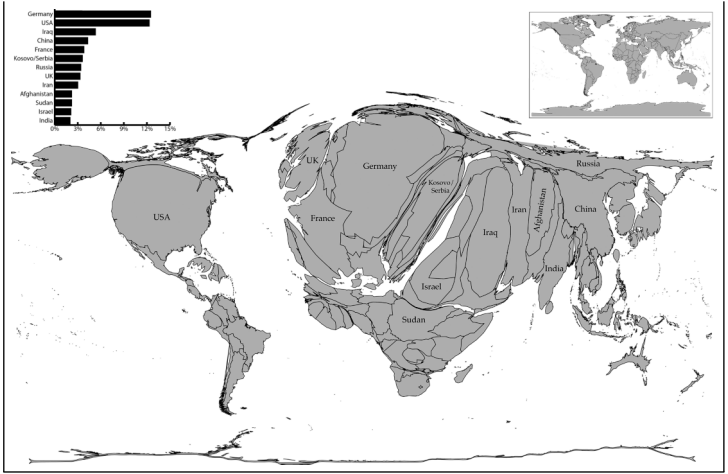 Germany
USA
Iraq
China
France
Kosovo/Serbia
Russia
UK
Iran
Afghanistan
Sudan
Israel
India
0% 3% 6% 9% 12% 15%
UK
Germany
Russia
Kosovo/
Serbia
USA
France
Iraq
Iran
Afghanistan
China
India
Israel
Sudan